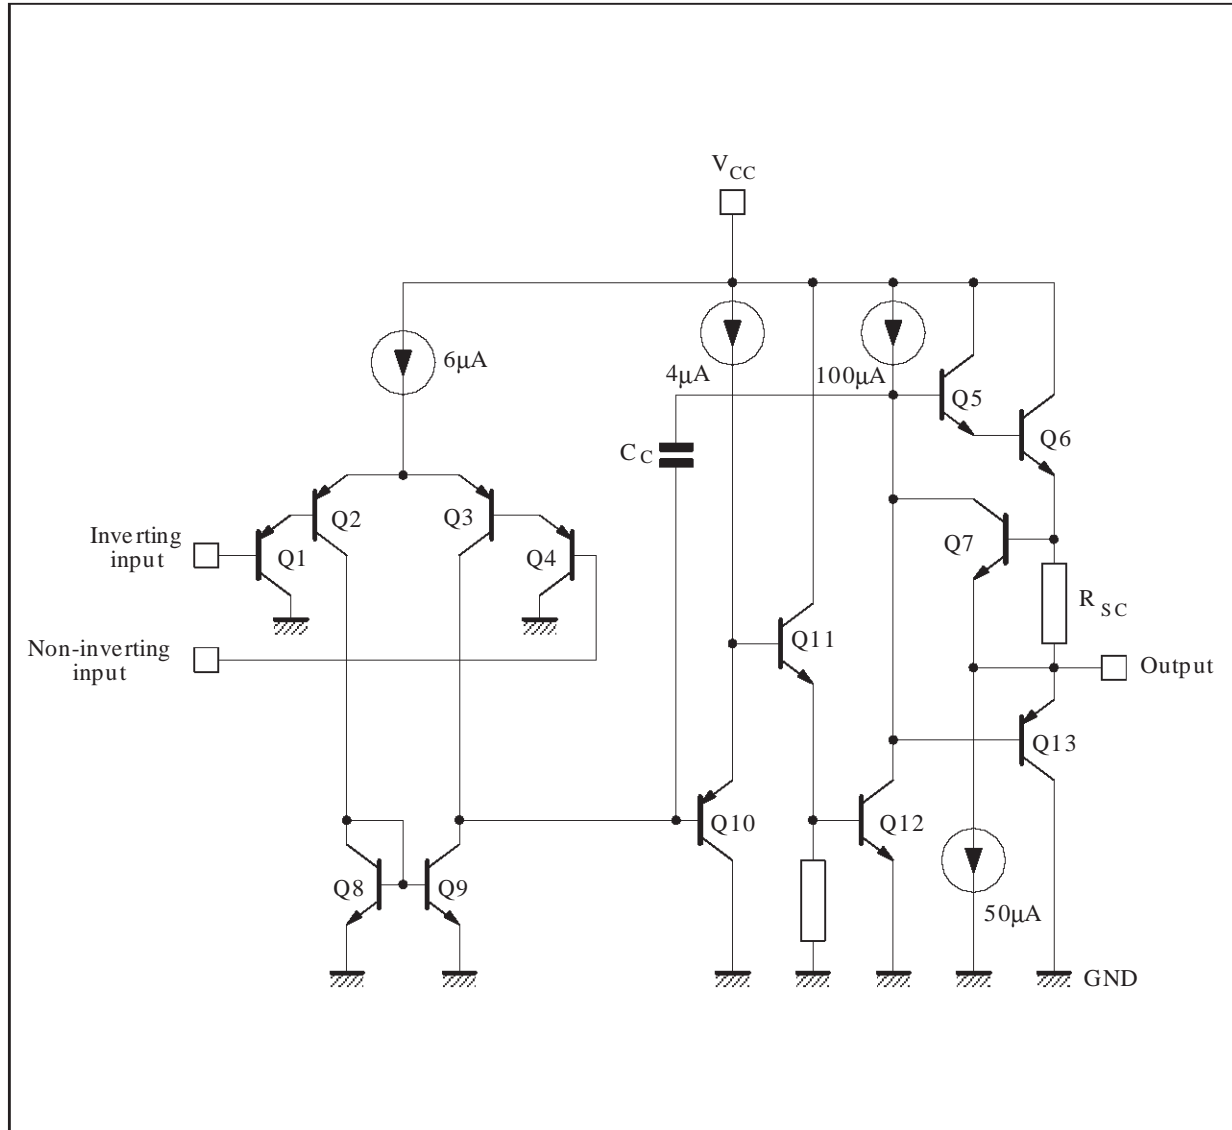 VCC
6µA
4µA
100µA
Q5
Q6
CC
Q2
Q3
Inverting
input
Q1
Q4
Q7
RSC
Non-inverting
input
Q11
Output
Q13
Q10
Q12
Q8
Q9
50µA
GND